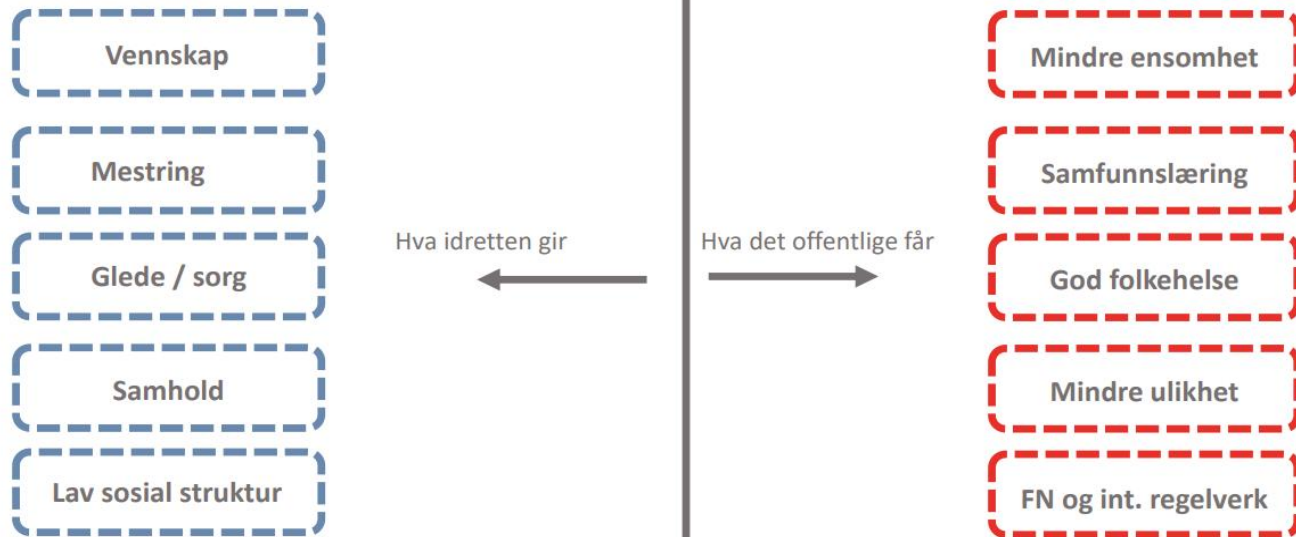 Vennskap
Mestring
Glede / sorg
Samhold
Lav sosial struktur
Hva idretten gir
Hva det offentlige får
Mindre ensomhet
Samfunnslæring
God folkehelse
Mindre ulikhet
FN og int. regelverk